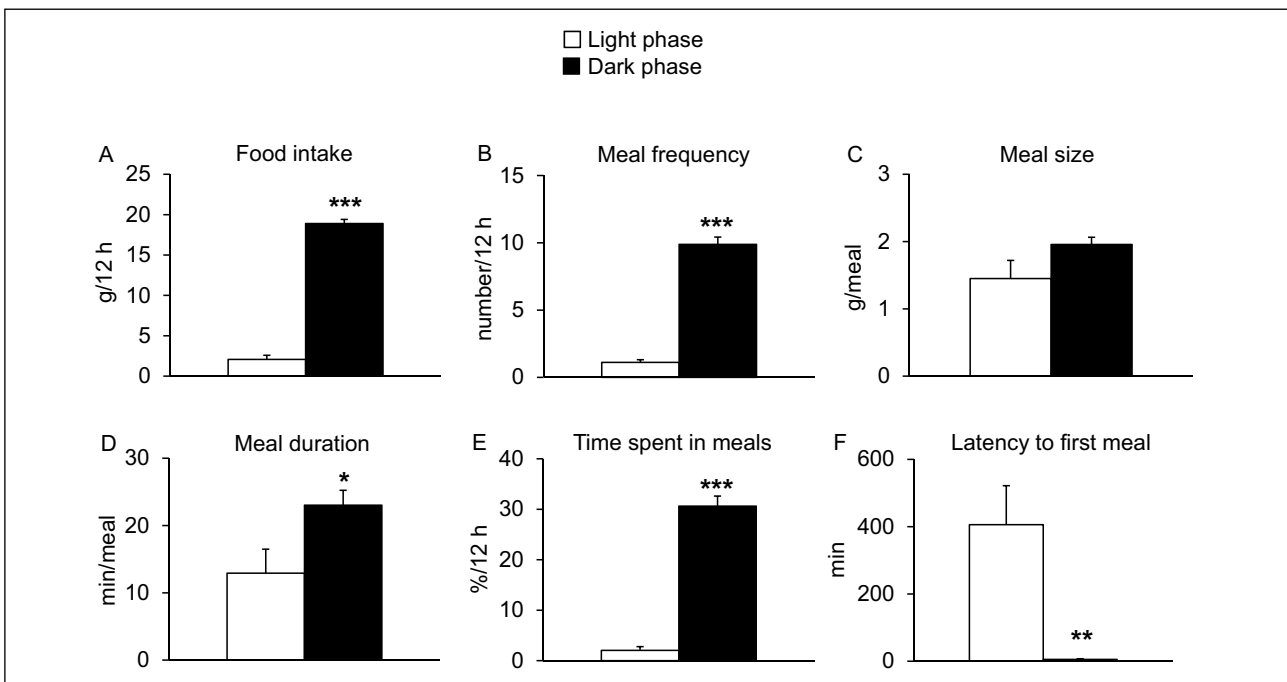 Light phase
Dark phase
A Food intake
25
20
15
10
5
0
g/12 h
***
B Meal frequency
15
10
5
0
number/12 h
***
C Meal size
3
2
1
0
g/meal
D Meal duration
30
20
10
0
min/meal
*
E Time spent in meals
40
30
20
10
0
%/12 h
***
F Latency to first meal
600
400
200
0
min
**